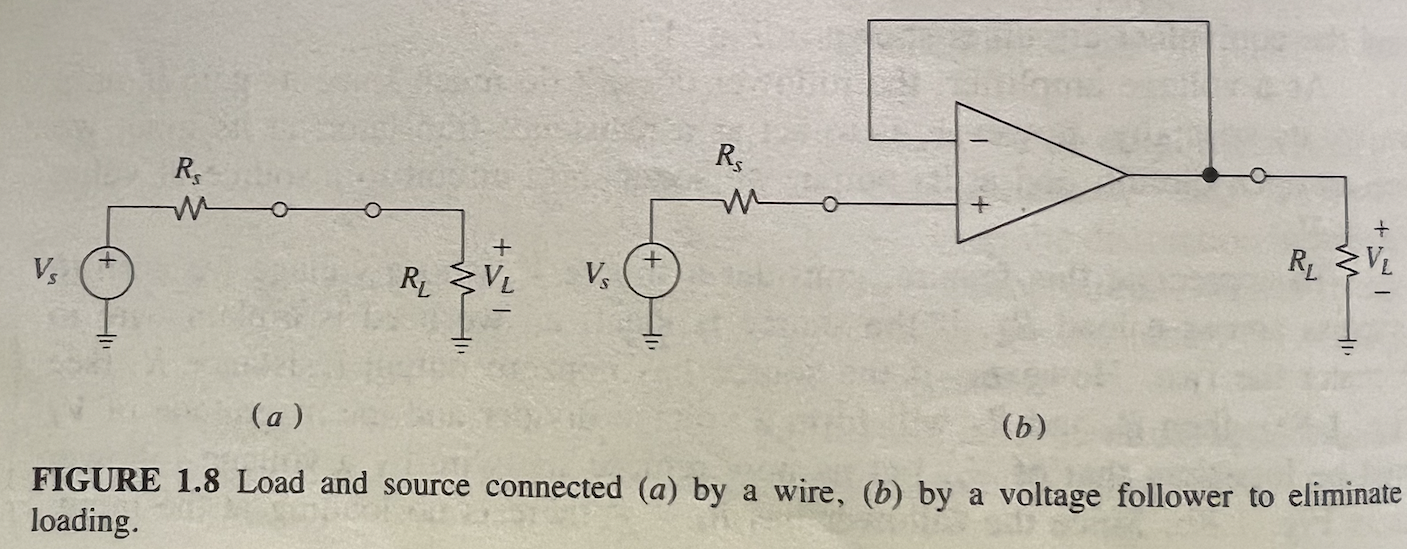 R_s
V_s
+
R_L
+
V_L
−
(a)
R_s
V_s
+
−
+
R_L
+
V_L
−
(b)
FIGURE 1.8 Load and source connected (a) by a wire, (b) by a voltage follower to eliminate
loading.